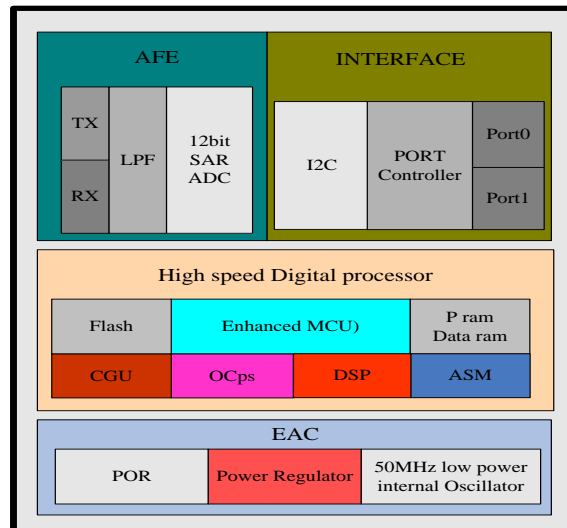 AFE
INTERFACE
TX
RX
LPF
12bit
SAR
ADC
I2C
PORT
Controller
Port0
Port1
High speed Digital processor
Flash
Enhanced MCU)
P ram
Data ram
CGU
OCps
DSP
ASM
EAC
POR
Power Regulator
50MHz low power
internal Oscillator